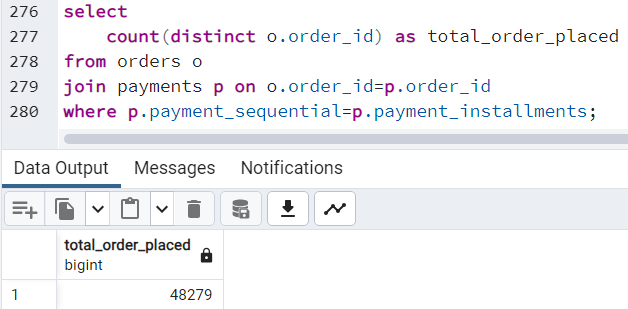 276 select
277 count(distinct o.order_id) as total_order_placed
278 from orders o
279 join payments p on o.order_id=p.order_id
280 where p.payment_sequential=p.payment_installments;
Data Output Messages Notifications
total_order_placed
bigint
1 48279